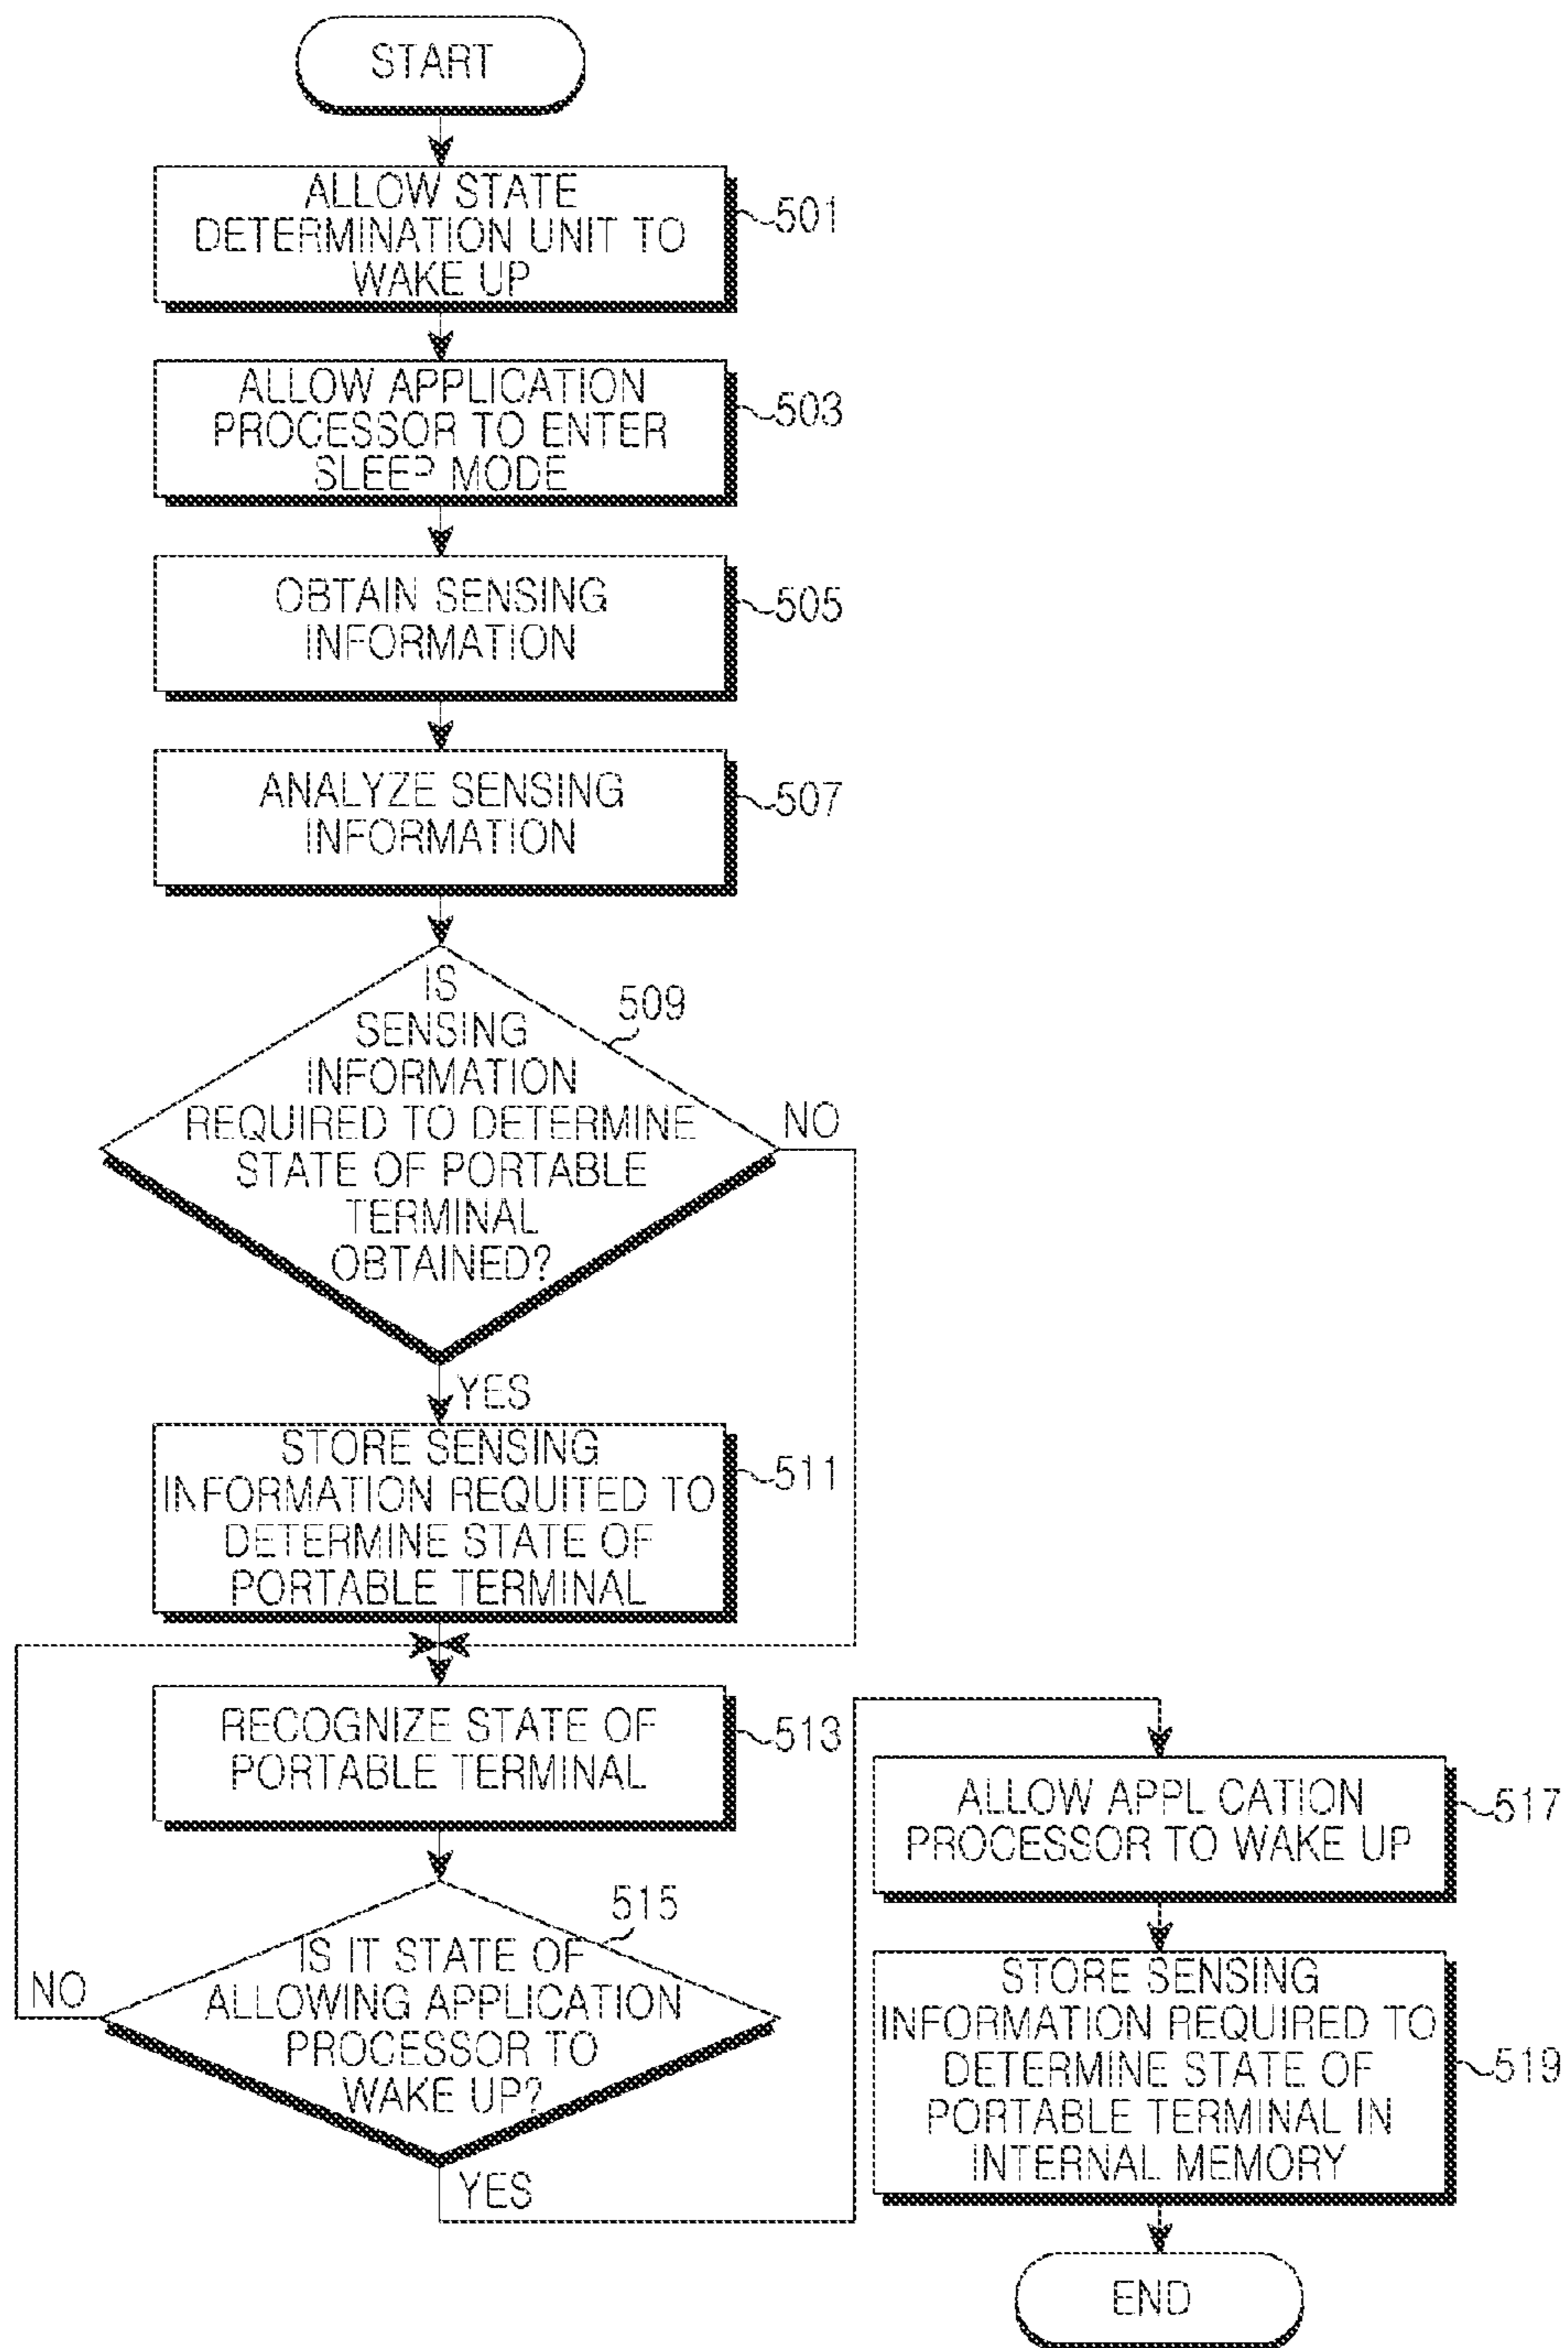 START
ALLOW STATE
DETERMINATION UNIT TO
WAKE UP
501
ALLOW APPLICATION
PROCESSOR TO ENTER
SLEEP MODE
503
OBTAIN SENSING
INFORMATION
505
ANALYZE SENSING
INFORMATION
507
IS
SENSING
INFORMATION
REQUIRED TO DETERMINE
STATE OF PORTABLE
TERMINAL
OBTAINED?
509
NO
YES
STORE SENSING
INFORMATION REQUITED TO
DETERMINE STATE OF
PORTABLE TERMINAL
511
RECOGNIZE STATE OF
PORTABLE TERMINAL
513
IS IT STATE OF
ALLOWING APPLICATION
PROCESSOR TO
WAKE UP?
515
NO
YES
ALLOW APPL CATION
PROCESSOR TO WAKE UP
517
STORE SENSING
INFORMATION REQUIRED TO
DETERMINE STATE OF
PORTABLE TERMINAL IN
INTERNAL MEMORY
519
END